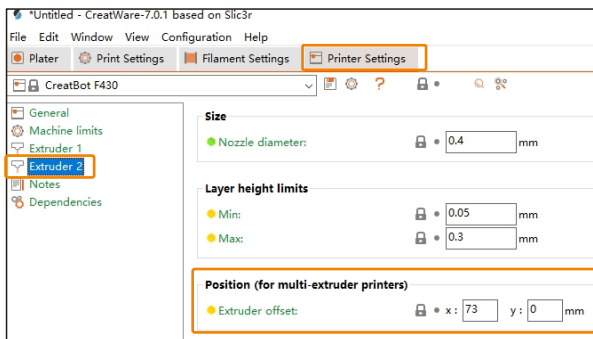 *Untitled - CreatWare-7.0.1 based on Slic3r
File Edit Window View Configuration Help
Plater Print Settings Filament Settings Printer Settings
CreatBot F430 ?
General
Machine limits
Extruder 1
Extruder 2
Notes
Dependencies
Size
Nozzle diameter: 0.4 mm
Layer height limits
Min: 0.05 mm
Max: 0.3 mm
Position (for multi-extruder printers)
Extruder offset: x: 73 y: 0 mm